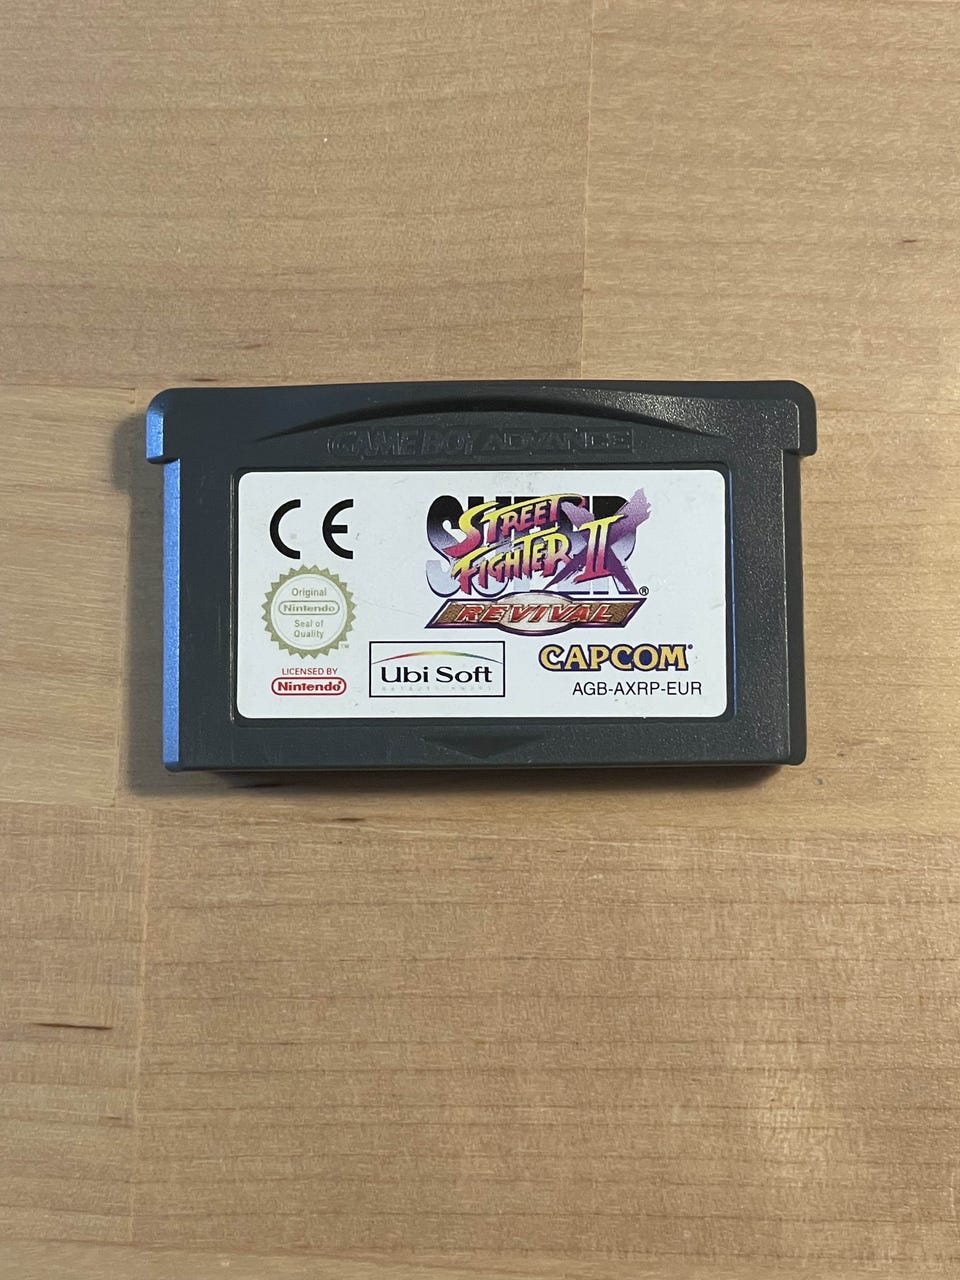 GAME BOY ADVANCE
CE
SUPER
STREET
FIGHTER II X
®
REVIVAL
Original
Nintendo
Seal of
Quality
TM
LICENSED BY
Nintendo
Ubi Soft
CAPCOM
AGB-AXRP-EUR